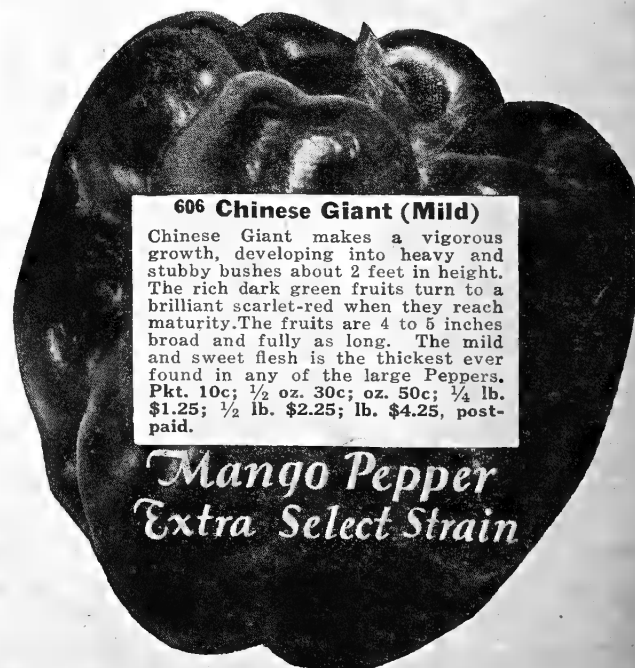 606 Chinese Giant (Mild)
Chinese Giant makes a vigorous
growth, developing into heavy and
stubby bushes about 2 feet in height.
The rich dark green fruits turn to a
brilliant scarlet-red when they reach
maturity.The fruits are 4 to 5 inches
broad and fully as long. The mild
and sweet flesh is the thickest ever
found in any of the large Peppers.
Pkt. 10c; ½ oz. 30c; oz. 50c; ¼ lb.
$1.25; ½ lb. $2.25; lb. $4.25, post-
paid.
Mango Pepper
Extra Select Strain